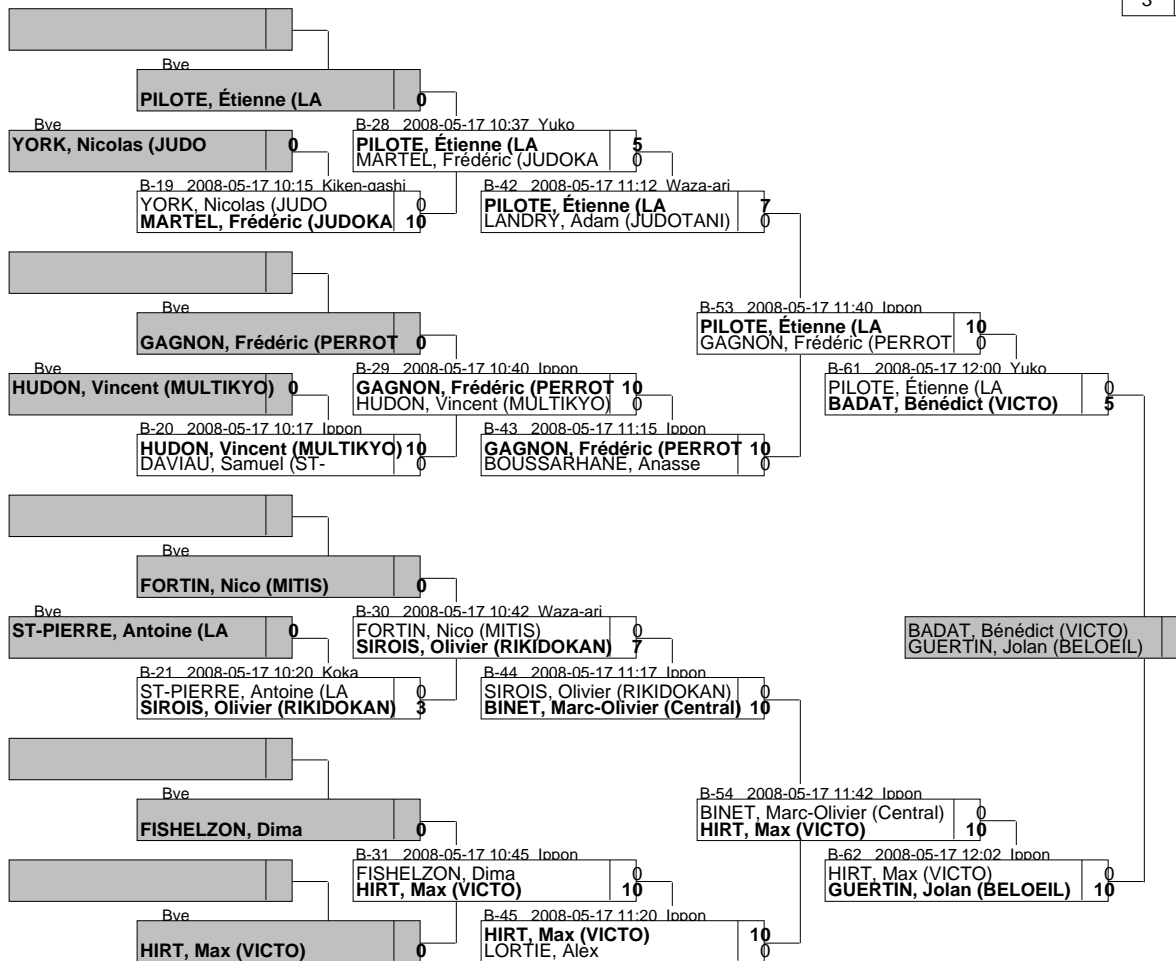 3
Bye
PILOTE, Étienne (LA 0
Bye
YORK, Nicolas (JUDO 0
B-28 2008-05-17 10:37 Yuko
PILOTE, Étienne (LA 5
MARTEL, Frédéric (JUDOKA 0
B-19 2008-05-17 10:15 Kiken-gashi
YORK, Nicolas (JUDO 0
MARTEL, Frédéric (JUDOKA 10
B-42 2008-05-17 11:12 Waza-ari
PILOTE, Étienne (LA 7
LANDRY, Adam (JUDOTANI) 0
Bye
GAGNON, Frédéric (PERROT 0
B-53 2008-05-17 11:40 Ippon
PILOTE, Étienne (LA 10
GAGNON, Frédéric (PERROT 0
Bye
HUDON, Vincent (MULTIKYO) 0
B-29 2008-05-17 10:40 Ippon
GAGNON, Frédéric (PERROT 10
HUDON, Vincent (MULTIKYO) 0
B-61 2008-05-17 12:00 Yuko
PILOTE, Étienne (LA 0
BADAT, Bénédict (VICTO) 5
B-20 2008-05-17 10:17 Ippon
HUDON, Vincent (MULTIKYO) 10
DAVIAU, Samuel (ST- 0
B-43 2008-05-17 11:15 Ippon
GAGNON, Frédéric (PERROT 10
BOUSSARHANE, Anasse 0
Bye
FORTIN, Nico (MITIS) 0
Bye
ST-PIERRE, Antoine (LA 0
B-30 2008-05-17 10:42 Waza-ari
FORTIN, Nico (MITIS) 0
SIROIS, Olivier (RIKIDOKAN) 7
BADAT, Bénédict (VICTO)
GUERTIN, Jolan (BELOEIL)
B-21 2008-05-17 10:20 Koka
ST-PIERRE, Antoine (LA 0
SIROIS, Olivier (RIKIDOKAN) 3
B-44 2008-05-17 11:17 Ippon
SIROIS, Olivier (RIKIDOKAN) 0
BINET, Marc-Olivier (Central) 10
Bye
FISHELZON, Dima 0
B-54 2008-05-17 11:42 Ippon
BINET, Marc-Olivier (Central) 0
HIRT, Max (VICTO) 10
B-31 2008-05-17 10:45 Ippon
FISHELZON, Dima 0
HIRT, Max (VICTO) 10
B-62 2008-05-17 12:02 Ippon
HIRT, Max (VICTO) 0
GUERTIN, Jolan (BELOEIL) 10
Bye
HIRT, Max (VICTO) 0
B-45 2008-05-17 11:20 Ippon
HIRT, Max (VICTO) 10
LORTIE, Alex 0